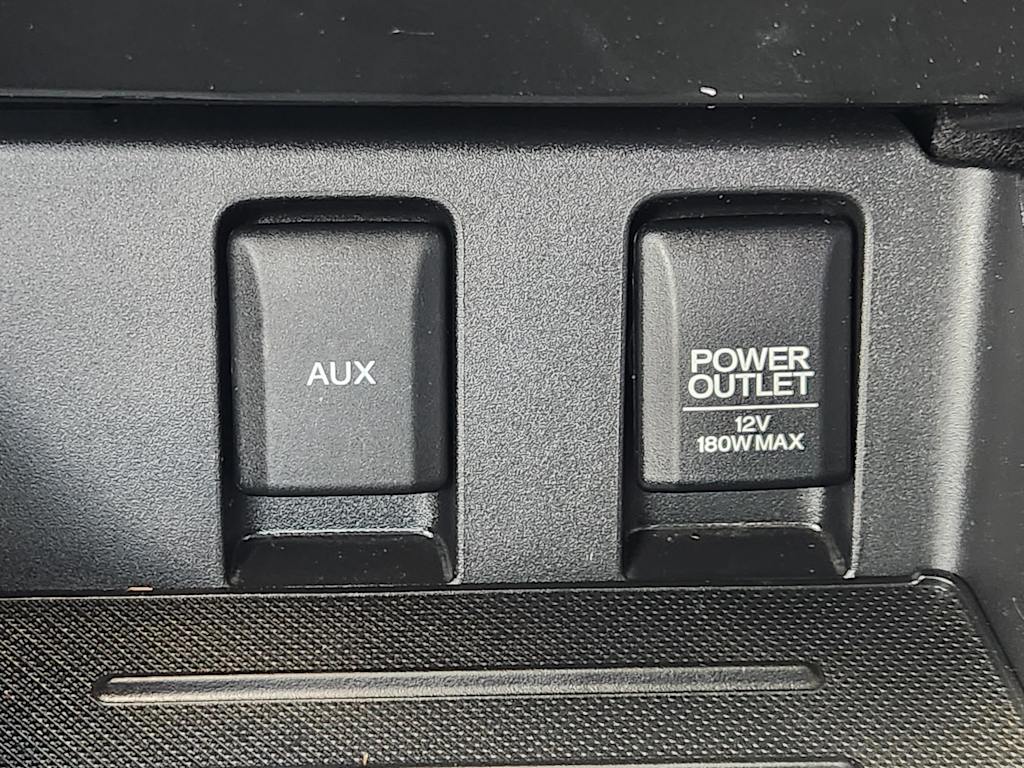 AUX
POWER
OUTLET
12V
180W MAX